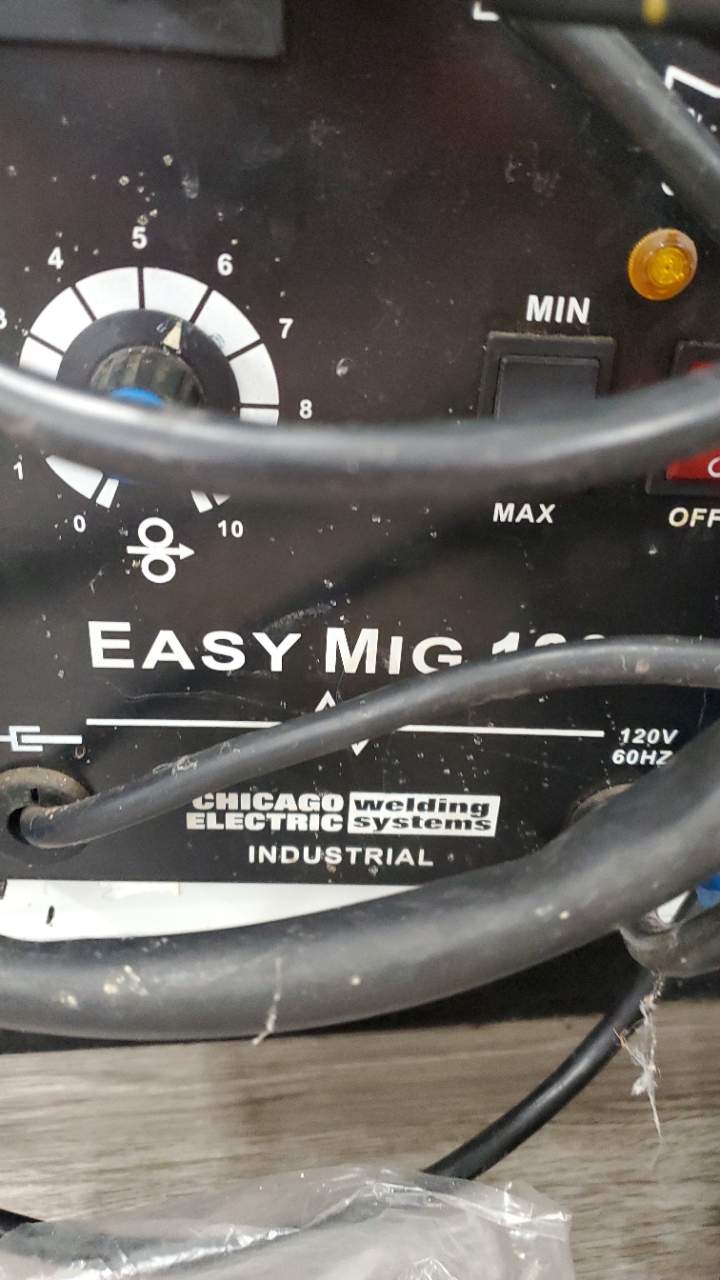 5
4
6
7
8
1
0
10
MIN
MAX
OFF
EASY MIG
120V
60HZ
CHICAGO ELECTRIC
welding systems
INDUSTRIAL